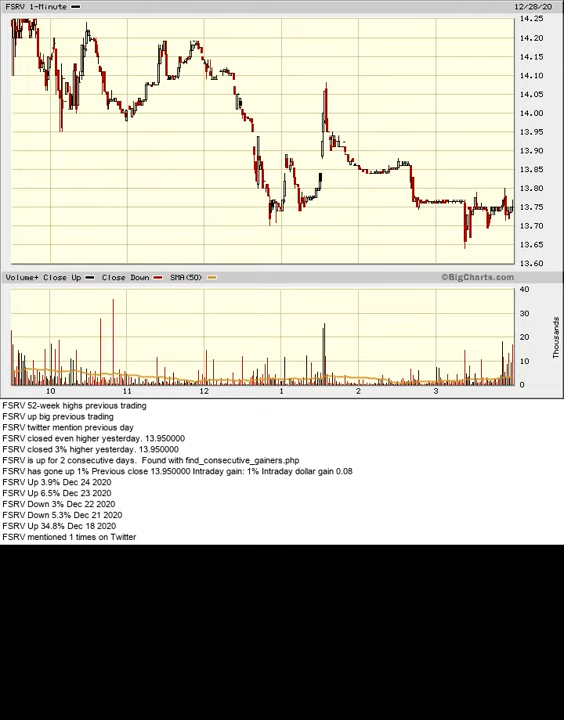 FSRV 1-Minute 12/28/20
14.25
14.20
14.15
14.10
14.05
14.00
13.95
13.90
13.85
13.80
13.75
13.70
13.65
13.60
Volume+ Close Up Close Down SMA(50) ©BigCharts.com
40
30
20
10
0
Thousands
10 11 12 1 2 3
FSRV 52-week highs previous trading
FSRV up big previous trading
FSRV twitter mention previous day
FSRV closed even higher yesterday. 13.950000
FSRV closed 3% higher yesterday. 13.950000
FSRV is up for 2 consecutive days. Found with find_consecutive_gainers.php
FSRV has gone up 1% Previous close 13.950000 Intraday gain: 1% Intraday dollar gain 0.08
FSRV Up 3.9% Dec 24 2020
FSRV Up 6.5% Dec 23 2020
FSRV Down 3% Dec 22 2020
FSRV Down 5.3% Dec 21 2020
FSRV Up 34.8% Dec 18 2020
FSRV mentioned 1 times on Twitter